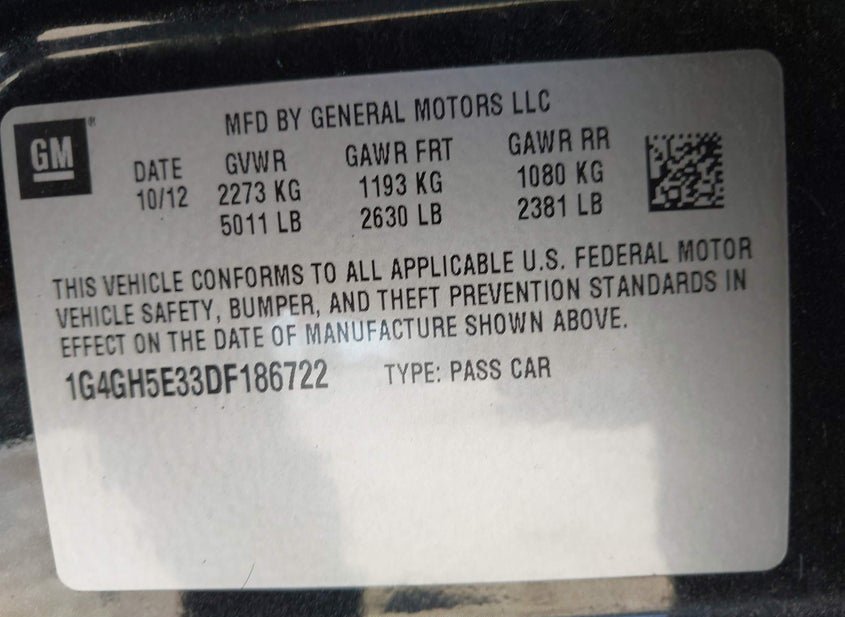 GM
MFD BY GENERAL MOTORS LLC
DATE GVWR GAWR FRT GAWR RR
10/12 2273 KG 1193 KG 1080 KG
5011 LB 2630 LB 2381 LB
THIS VEHICLE CONFORMS TO ALL APPLICABLE U.S. FEDERAL MOTOR
VEHICLE SAFETY, BUMPER, AND THEFT PREVENTION STANDARDS IN
EFFECT ON THE DATE OF MANUFACTURE SHOWN ABOVE.
1G4GH5E33DF186722 TYPE: PASS CAR